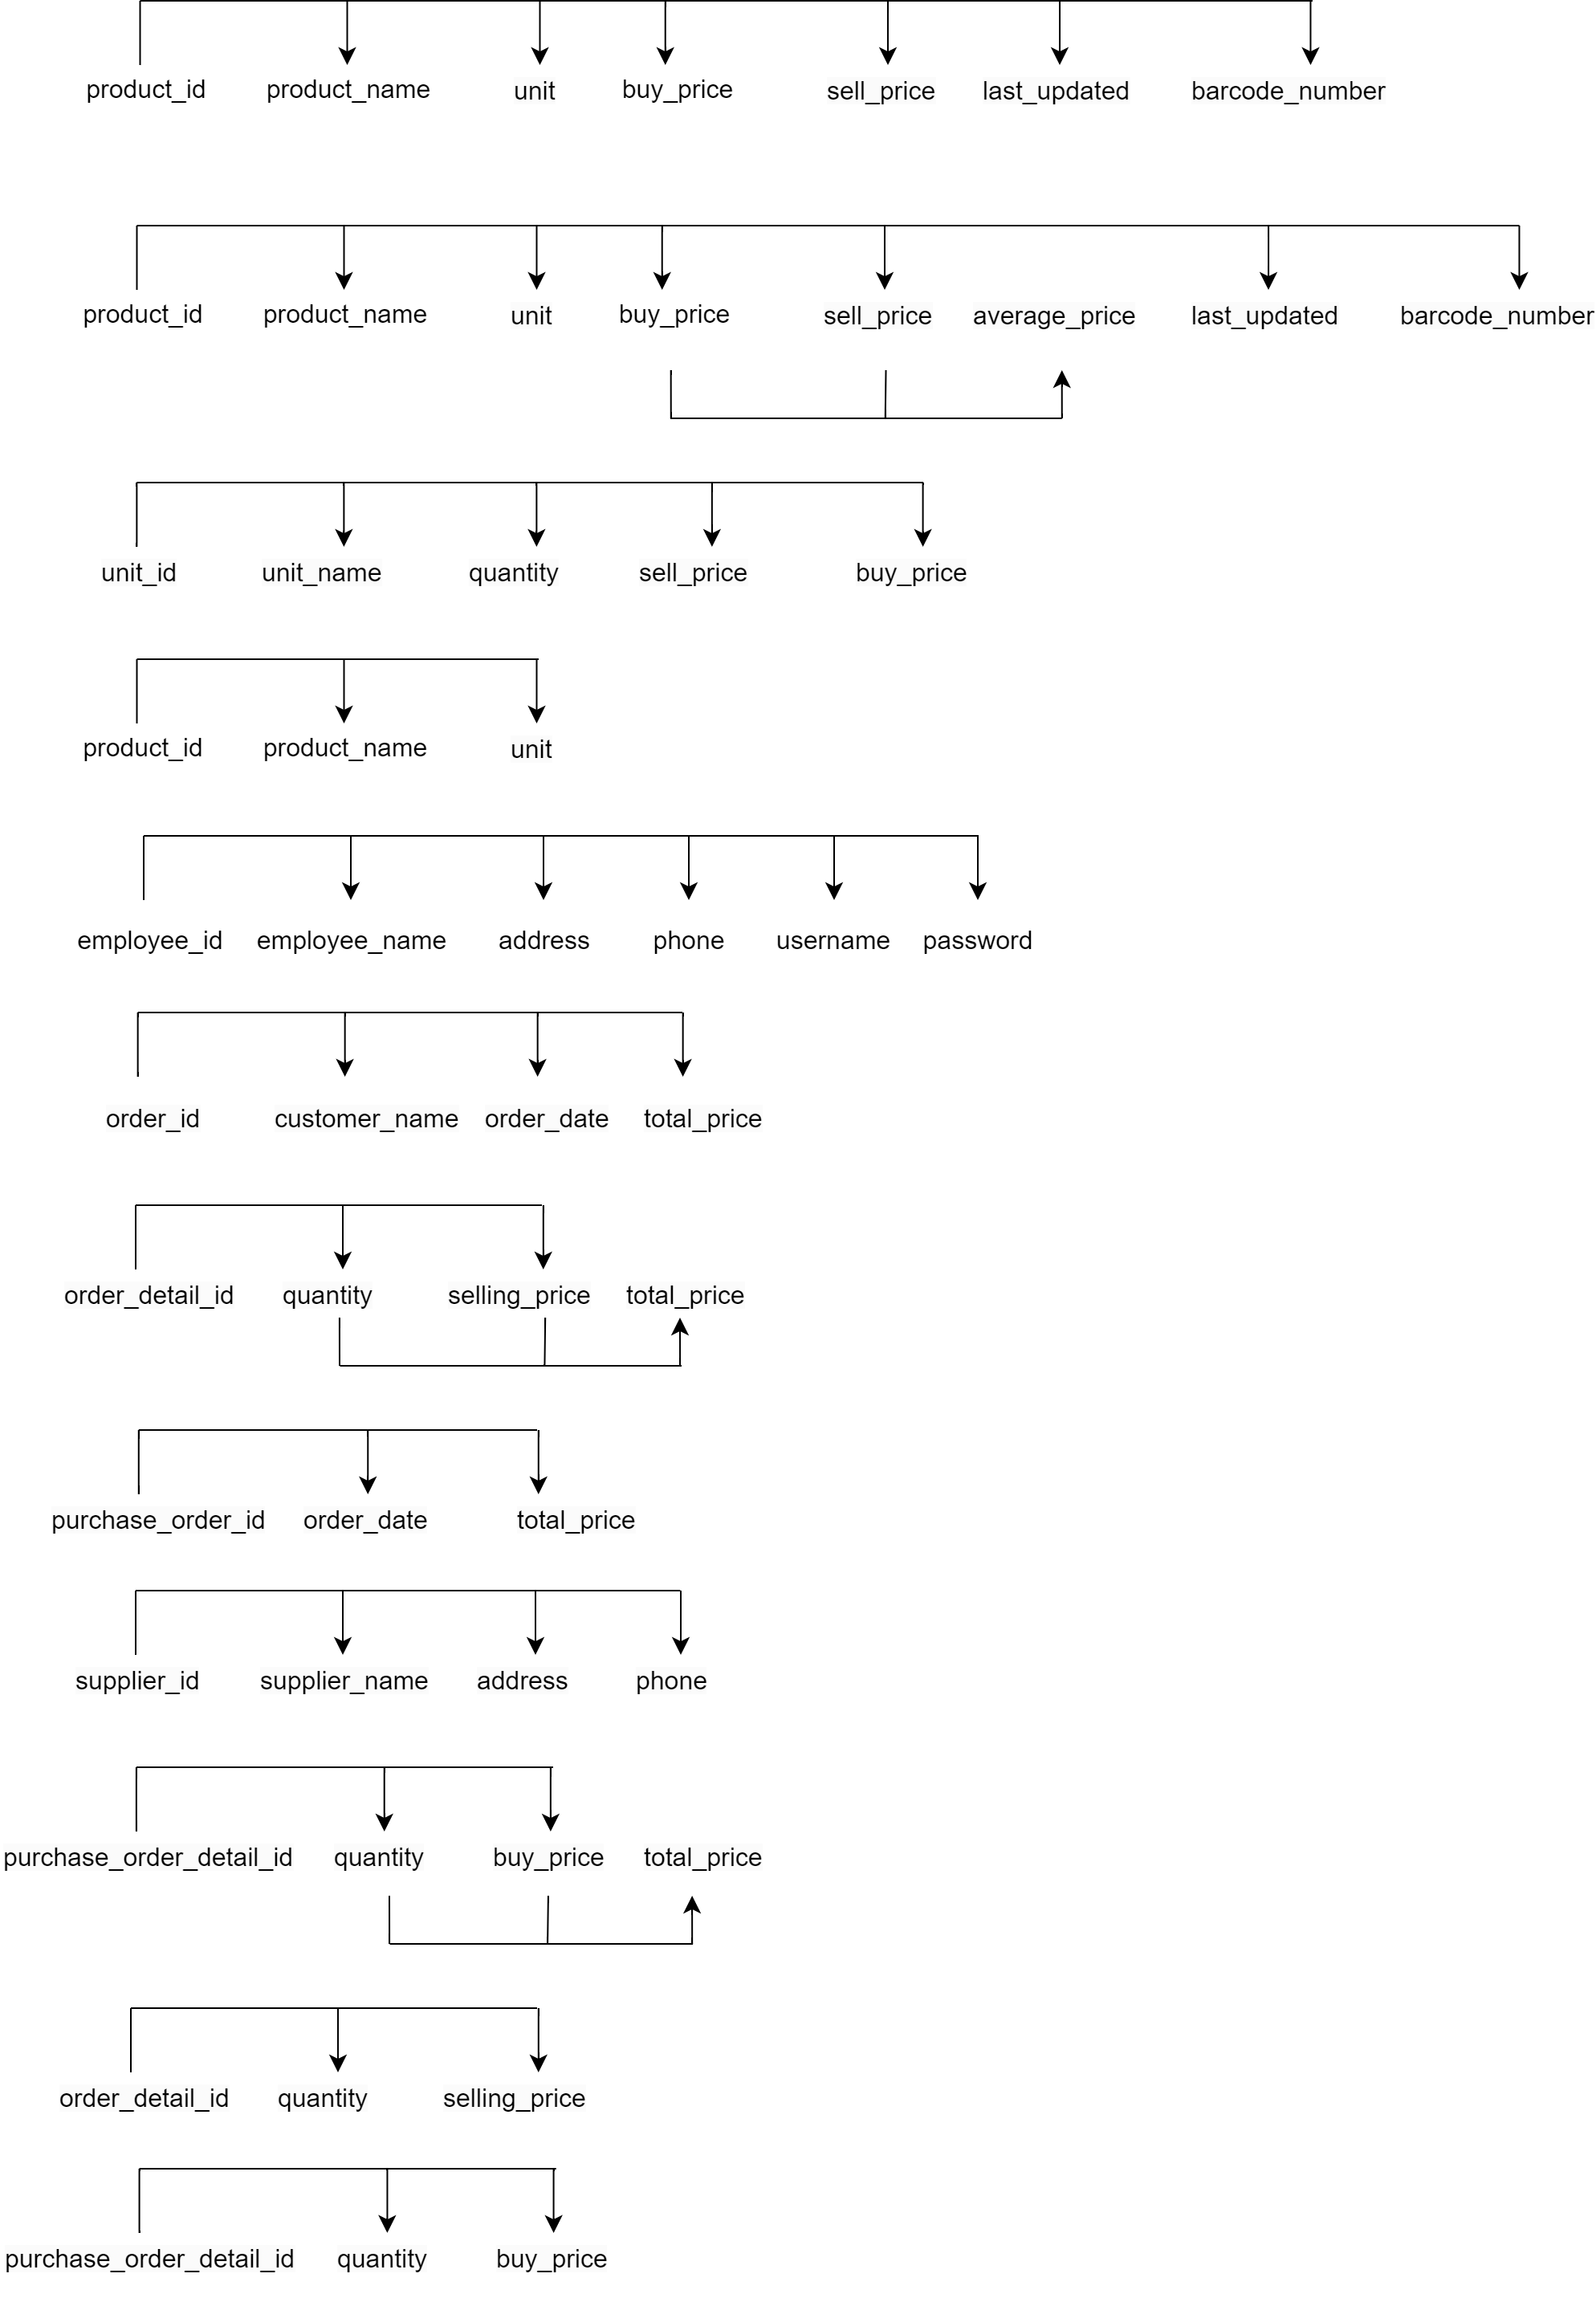 product_id product_name unit buy_price sell_price last_updated barcode_number
product_id product_name unit buy_price sell_price average_price last_updated barcode_number
unit_id unit_name quantity sell_price buy_price
product_id product_name unit
employee_id employee_name address phone username password
order_id customer_name order_date total_price
order_detail_id quantity selling_price total_price
purchase_order_id order_date total_price
supplier_id supplier_name address phone
purchase_order_detail_id quantity buy_price total_price
order_detail_id quantity selling_price
purchase_order_detail_id quantity buy_price